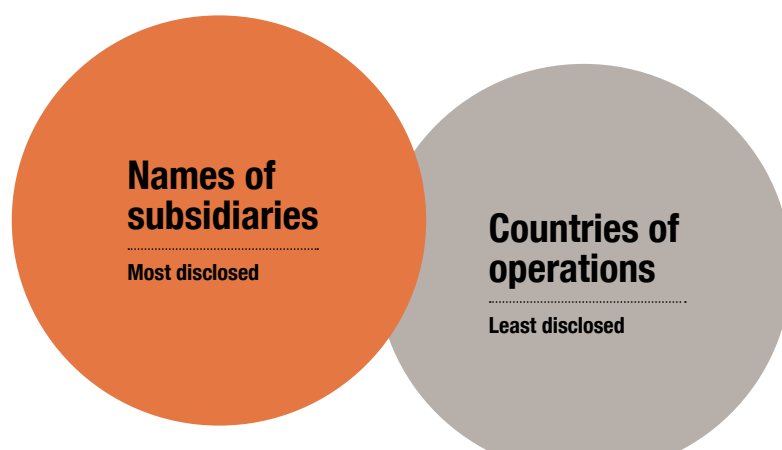 Names of
subsidiaries
Most disclosed
Countries of
operations
Least disclosed